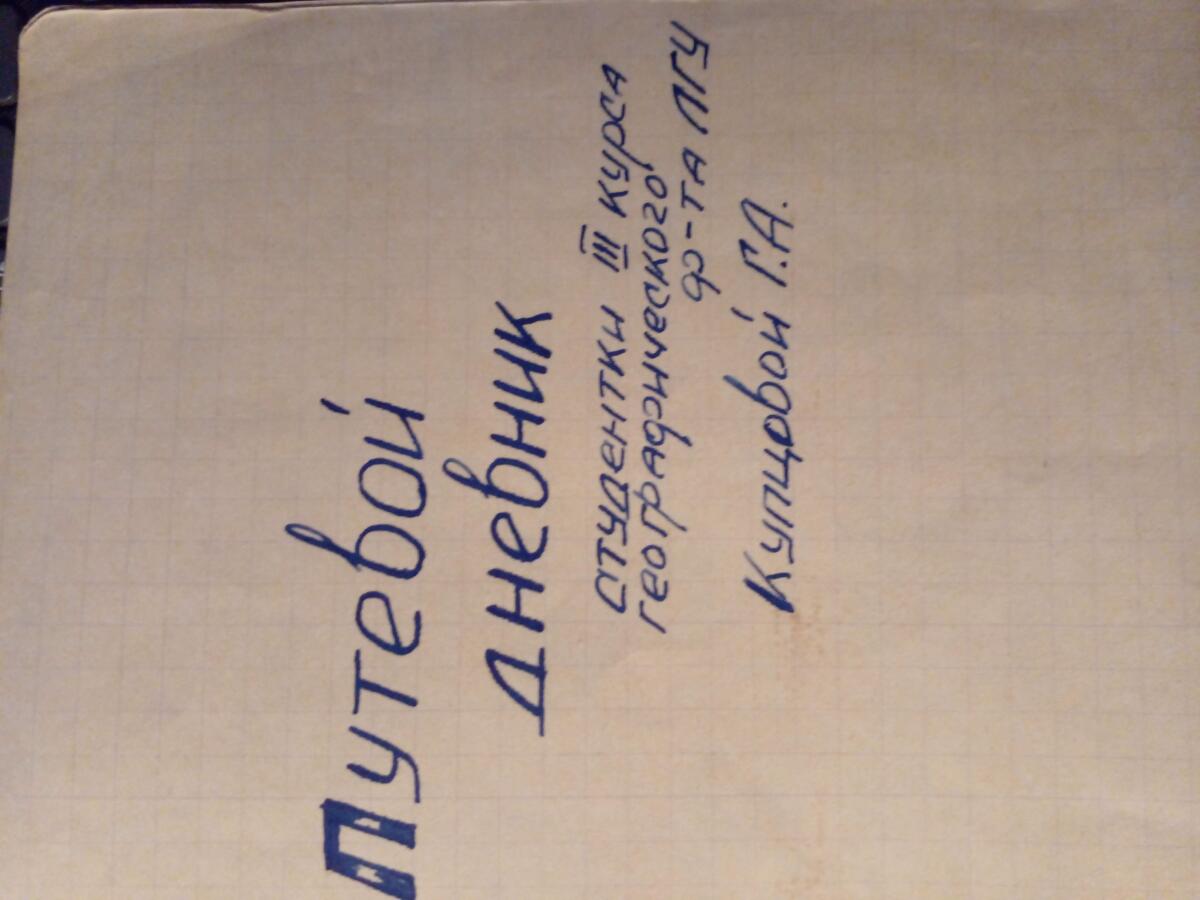 Путевой
дневник
студентки III курса
географического
ф-та ЛГУ
Купцовой Г.А.